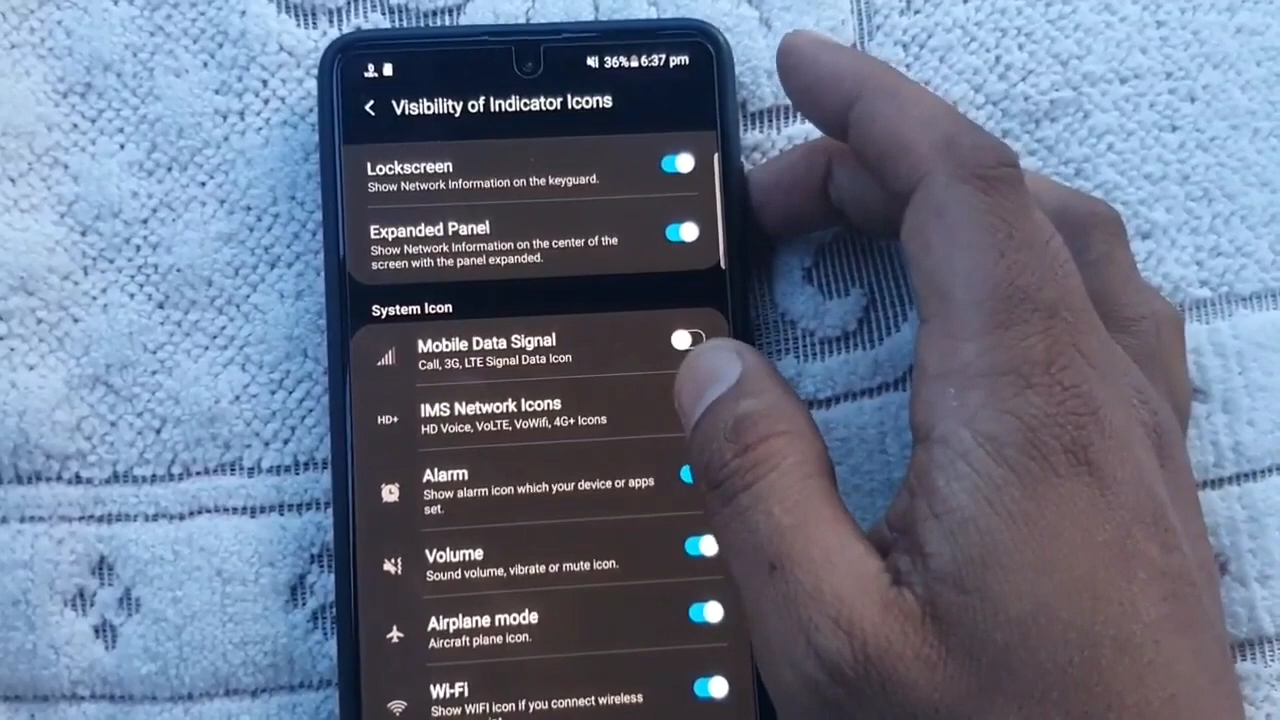 36% 6:37 pm
Visibility of Indicator Icons
Lockscreen
Show Network Information on the keyguard.
Expanded Panel
Show Network Information on the center of the
screen with the panel expanded.
System Icon
Mobile Data Signal
Call, 3G, LTE Signal Data Icon
HD+
IMS Network Icons
HD Voice, VoLTE, VoWifi, 4G+ Icons
Alarm
Show alarm icon which your device or apps
set.
Volume
Sound volume, vibrate or mute icon.
Airplane mode
Aircraft plane icon.
Wi-Fi
Show WIFI icon if you connect wireless